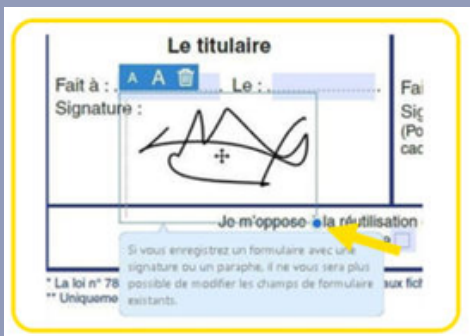 Le titulaire
A A
Fait à : Le :
Fai
Signature :
Sig
(Po
cac
Je m'oppose à la réutilisation
Si vous enregistrez un formulaire avec une
signature ou un paraphe, il ne vous sera plus
possible de modifier les champs de formulaire
existants.
* La loi n° 78
aux fich
** Uniqueme